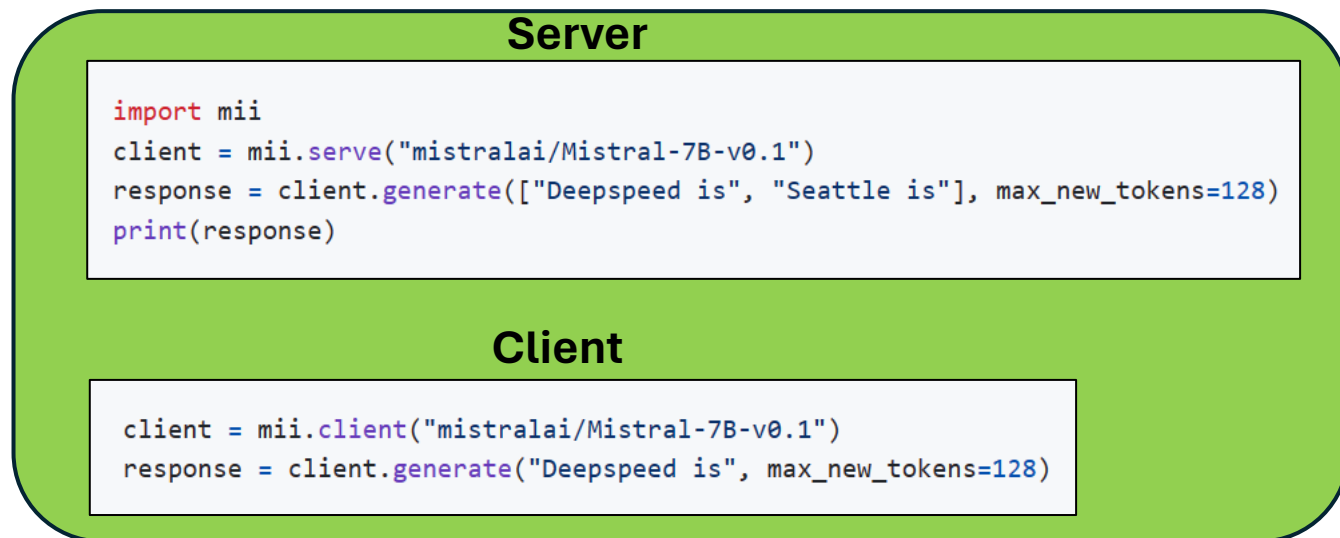 Server
import mii
client = mii.serve("mistralai/Mistral-7B-v0.1")
response = client.generate(["Deepspeed is", "Seattle is"], max_new_tokens=128)
print(response)
Client
client = mii.client("mistralai/Mistral-7B-v0.1")
response = client.generate("Deepspeed is", max_new_tokens=128)